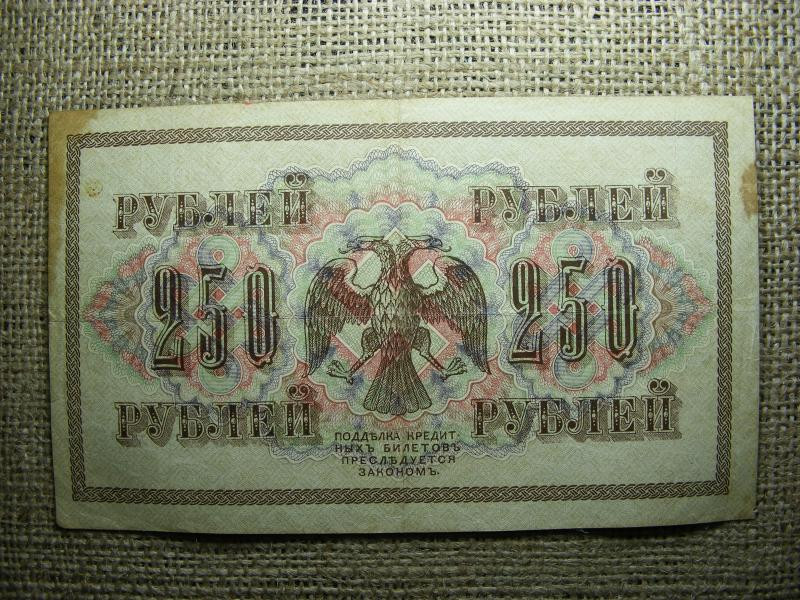 РУБЛЕЙ РУБЛЕЙ
250 250
РУБЛЕЙ РУБЛЕЙ
ПОДДѢЛКА КРЕДИТ-
НЫХЪ БИЛЕТОВЪ
ПРЕСЛѢДУЕТСЯ
ЗАКОНОМЪ.